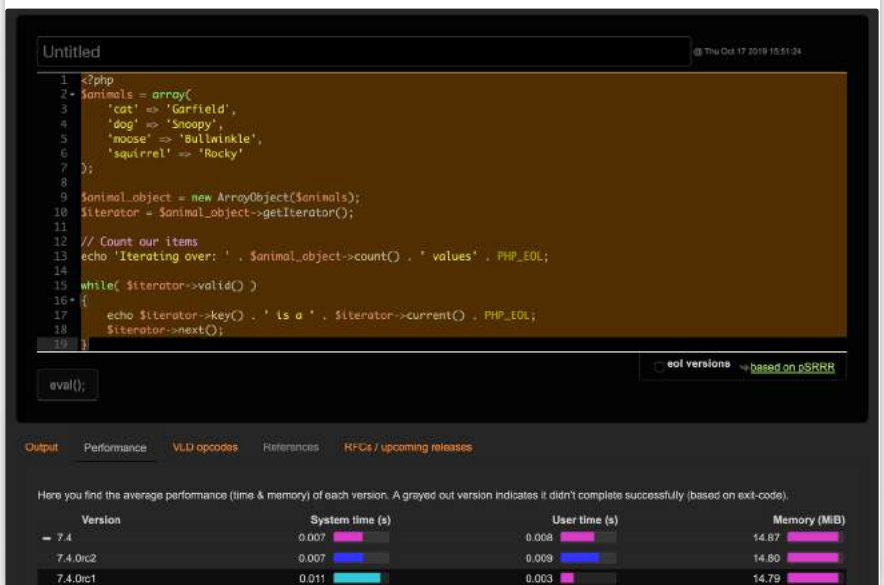 Untitled
@ Thu Oct 17 2019 15:51:24
1 <?php
2 $animals = array(
3 'cat' => 'Garfield',
4 'dog' => 'Snoopy',
5 'moose' => 'Bullwinkle',
6 'squirrel' => 'Rocky'
7 );
8
9 $animal_object = new ArrayObject($animals);
10 $iterator = $animal_object->getIterator();
11
12 // Count our items
13 echo 'Iterating over: ' . $animal_object->count() . ' values' . PHP_EOL;
14
15 while( $iterator->valid() )
16 {
17 echo $iterator->key() . ' is a ' . $iterator->current() . PHP_EOL;
18 $iterator->next();
19 }
eol versions based on pSRRR
eval();
Output Performance VLD opcodes References RFCs / upcoming releases
Here you find the average performance (time & memory) of each version. A grayed out version indicates it didn't complete successfully (based on exit-code).
Version System time (s) User time (s) Memory (MiB)
– 7.4 0.007 0.008 14.87
7.4.0rc2 0.007 0.009 14.80
7.4.0rc1 0.011 0.003 14.79